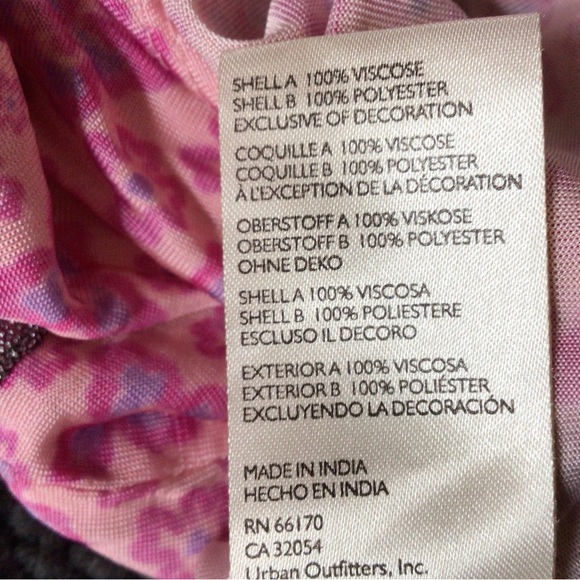 SHELL A 100% VISCOSE
SHELL B 100% POLYESTER
EXCLUSIVE OF DECORATION
COQUILLE A 100% VISCOSE
COQUILLE B 100% POLYESTER
À L'EXCEPTION DE LA DÉCORATION
OBERSTOFF A 100% VISKOSE
OBERSTOFF B 100% POLYESTER
OHNE DEKO
SHELL A 100% VISCOSA
SHELL B 100% POLIESTERE
ESCLUSO IL DECORO
EXTERIOR A 100% VISCOSA
EXTERIOR B 100% POLIÉSTER
EXCLUYENDO LA DECORACIÓN
MADE IN INDIA
HECHO EN INDIA
RN 66170
CA 32054
Urban Outfitters, Inc.